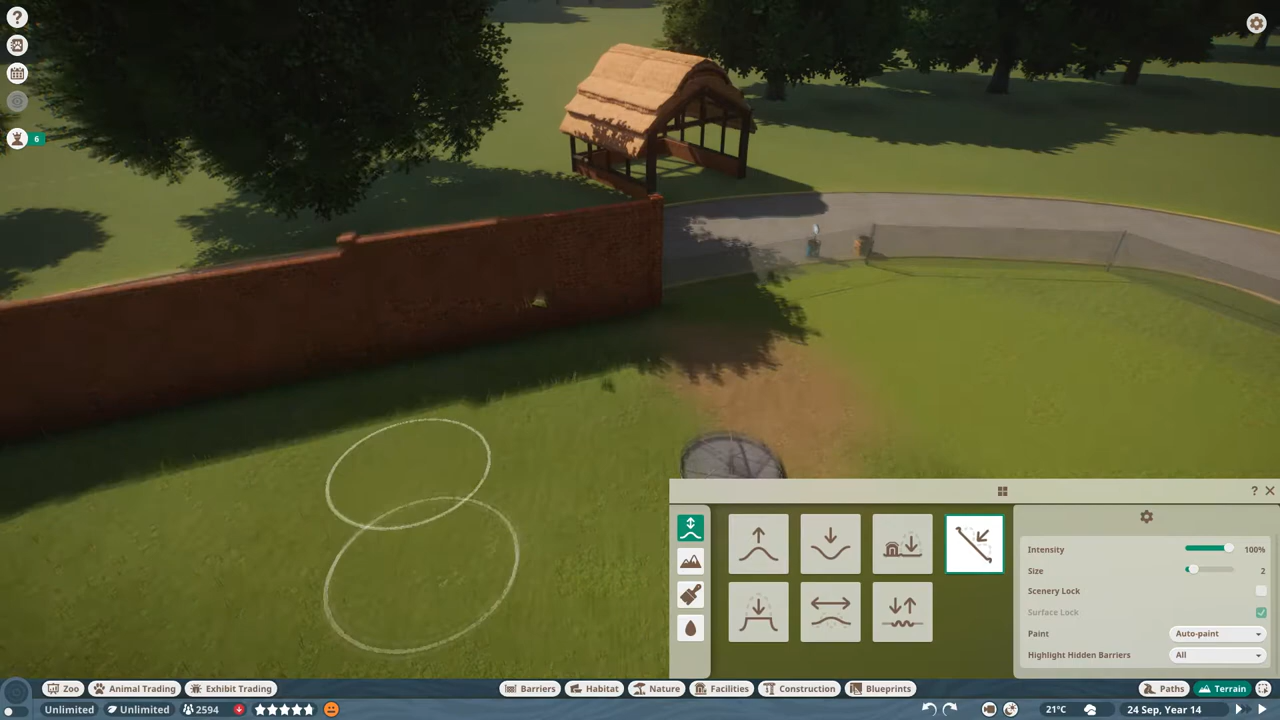 ?
6
?
Intensity 100%
Size 2
Scenery Lock
Surface Lock
Paint Auto-paint
Highlight Hidden Barriers All
Zoo Animal Trading Exhibit Trading Barriers Habitat Nature Facilities Construction Blueprints Paths Terrain
Unlimited Unlimited 2594 21°C 24 Sep, Year 14